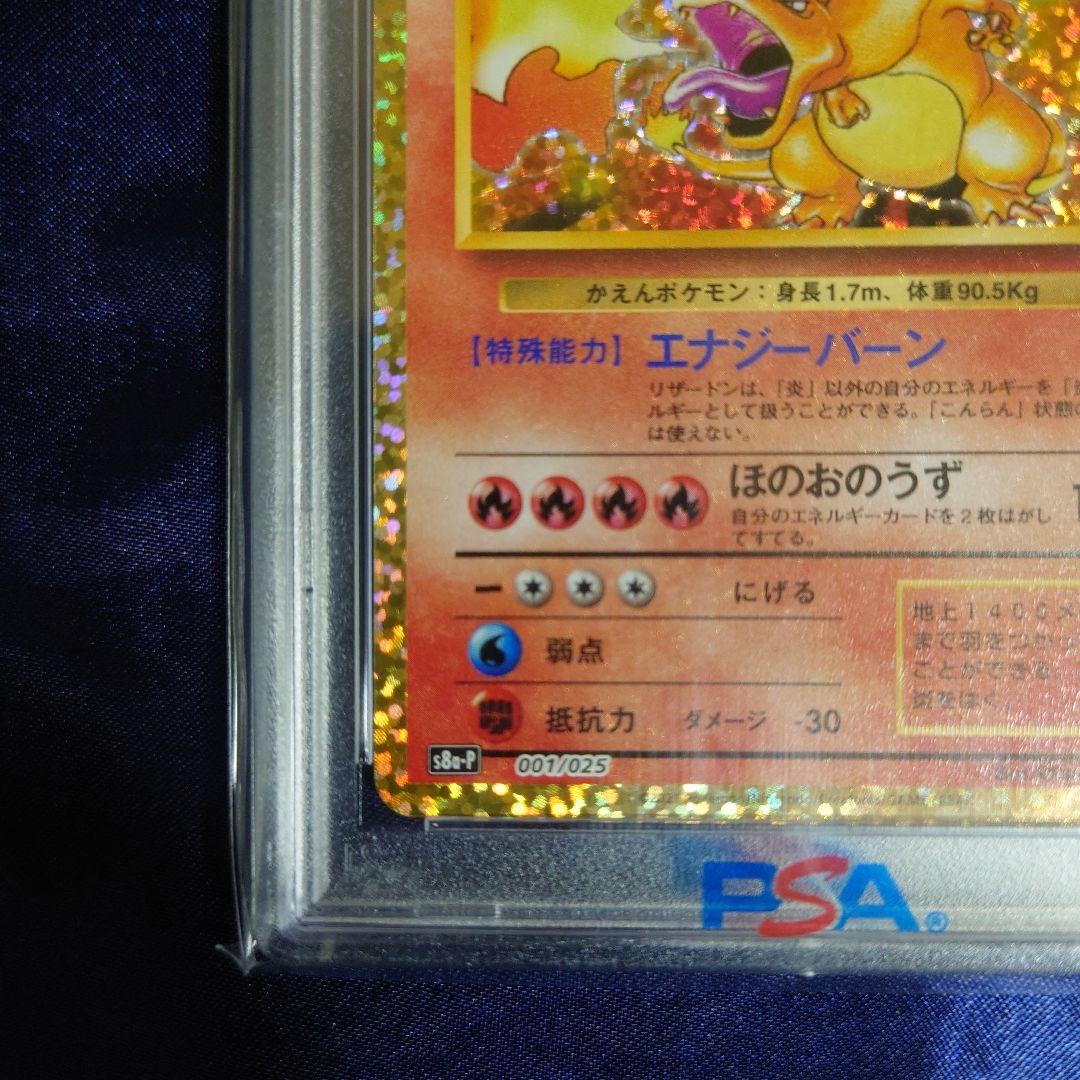 かえんポケモン：身長1.7m、体重90.5Kg
【特殊能力】 エナジーバーン
リザードンは、「炎」以外の自分のエネルギーを「
ルギーとして扱うことができる。「こんらん」状態の
は使えない。
ほのおのうず
自分のエネルギーカードを2枚はがし
てすてる。
ー にげる
弱点
抵抗力 ダメージ -30
地上1400メ
まで羽をつかっ
ことができる。
炎をはく。
s8a-P 001/025
PSA®